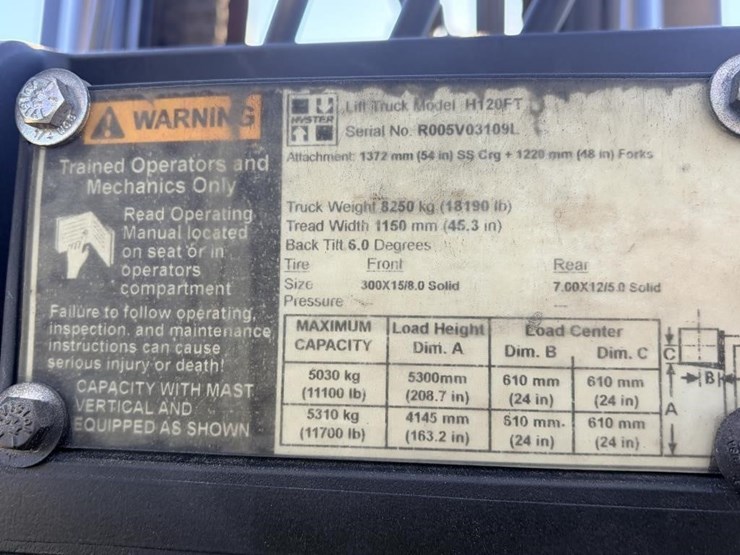 WARNING
Trained Operators and
Mechanics Only
Read Operating
Manual located
on seat or in
operators
compartment
Failure to follow operating,
inspection, and maintenance
instructions can cause
serious injury or death!
CAPACITY WITH MAST
VERTICAL AND
EQUIPPED AS SHOWN
HYSTER
Lift Truck Model H120FT
Serial No. R005V03109L
Attachment: 1372 mm (54 in) SS Crg + 1220 mm (48 in) Forks
Truck Weight 8250 kg (18190 lb)
Tread Width 1150 mm (45.3 in)
Back Tilt 6.0 Degrees
Tire Front Rear
Size 300X15/8.0 Solid 7.00X12/5.0 Solid
Pressure
MAXIMUM CAPACITY Load Height Dim. A Load Center Dim. B Dim. C
5030 kg 5300mm 610 mm 610 mm
(11100 lb) (208.7 in) (24 in) (24 in)
5310 kg 4145 mm 610 mm 610 mm
(11700 lb) (163.2 in) (24 in) (24 in)
C
B
A